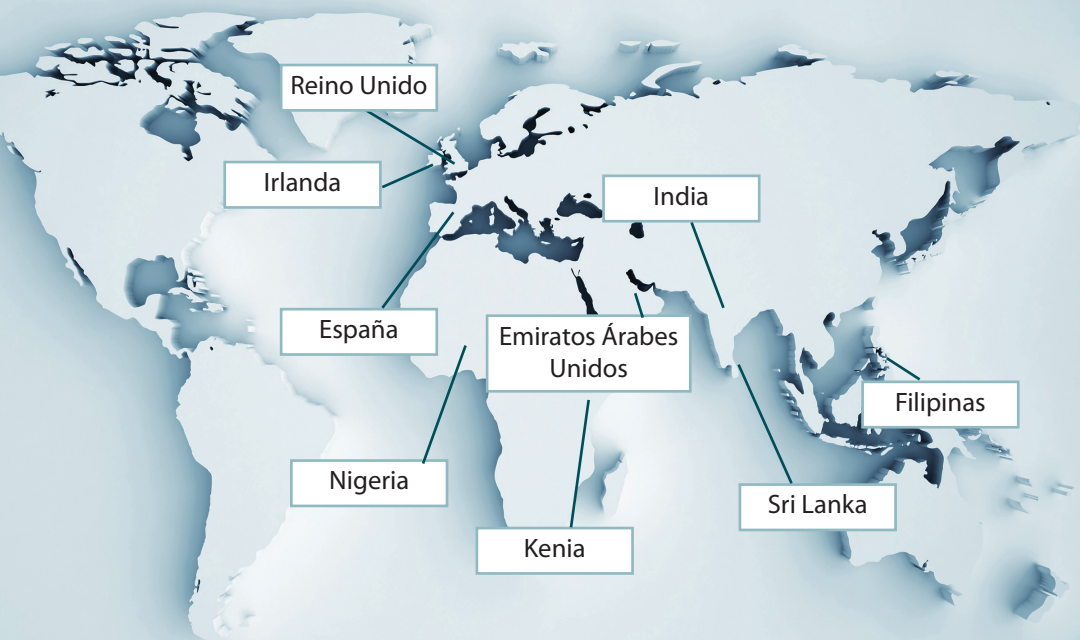 Reino Unido
Irlanda
India
España
Emiratos Árabes
Unidos
Filipinas
Nigeria
Sri Lanka
Kenia